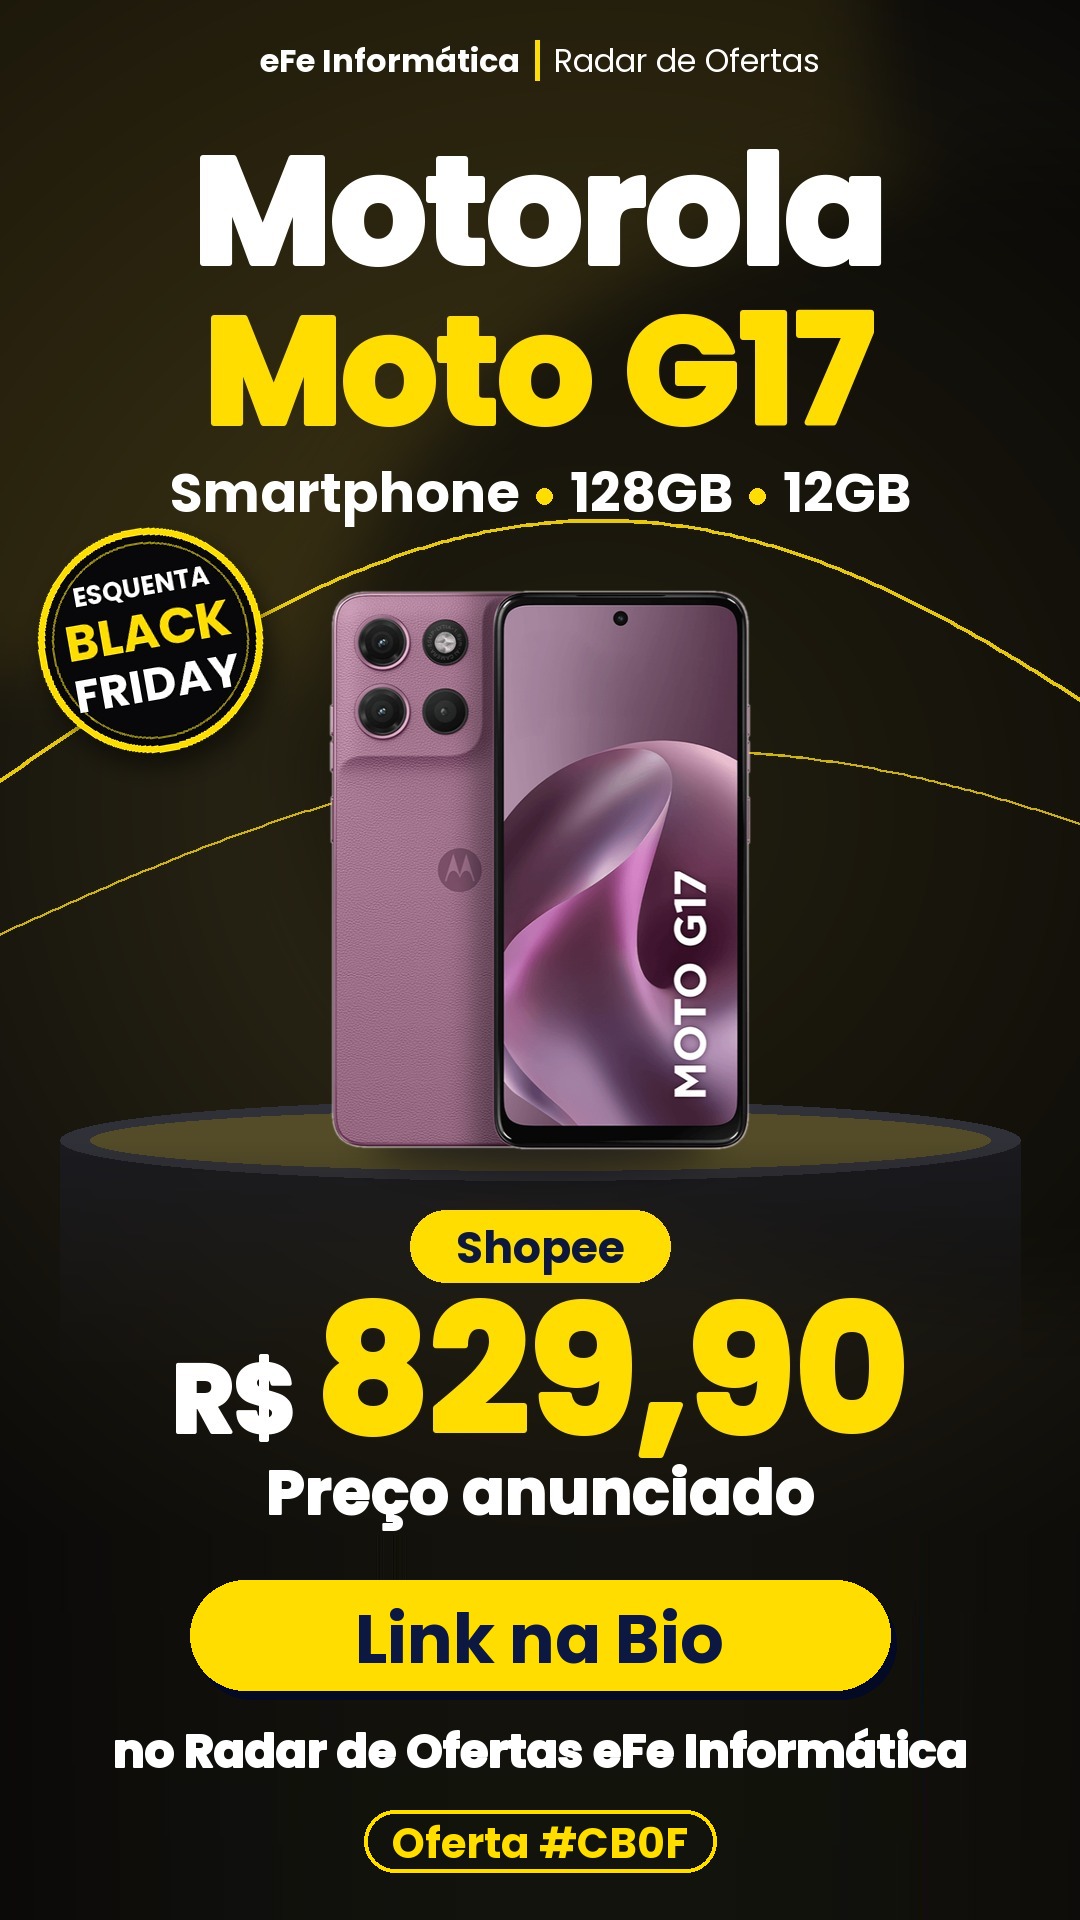 eFe Informática | Radar de Ofertas
Motorola
Moto G17
Smartphone • 128GB • 12GB
ESQUENTA
BLACK
FRIDAY
MOTO G17
Shopee
R$ 829,90
Preço anunciado
Link na Bio
no Radar de Ofertas eFe Informática
Oferta #CB0F